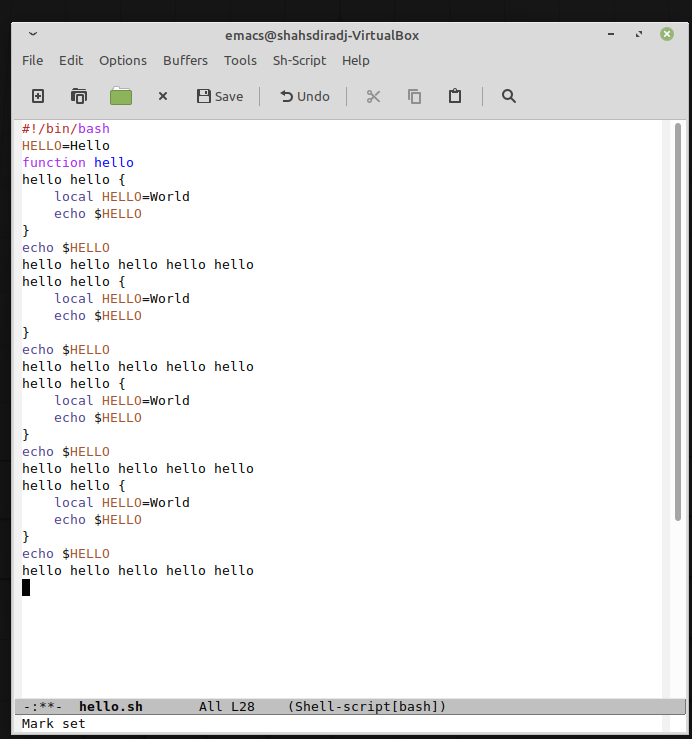 emacs@shahsdiradj-VirtualBox
File Edit Options Buffers Tools Sh-Script Help
Save Undo
#!/bin/bash
HELLO=Hello
function hello
hello hello {
    local HELLO=World
    echo $HELLO
}
echo $HELLO
hello hello hello hello hello
hello hello {
    local HELLO=World
    echo $HELLO
}
echo $HELLO
hello hello hello hello hello
hello hello {
    local HELLO=World
    echo $HELLO
}
echo $HELLO
hello hello hello hello hello
hello hello {
    local HELLO=World
    echo $HELLO
}
echo $HELLO
hello hello hello hello hello
-:**-  hello.sh       All L28    (Shell-script[bash])
Mark set